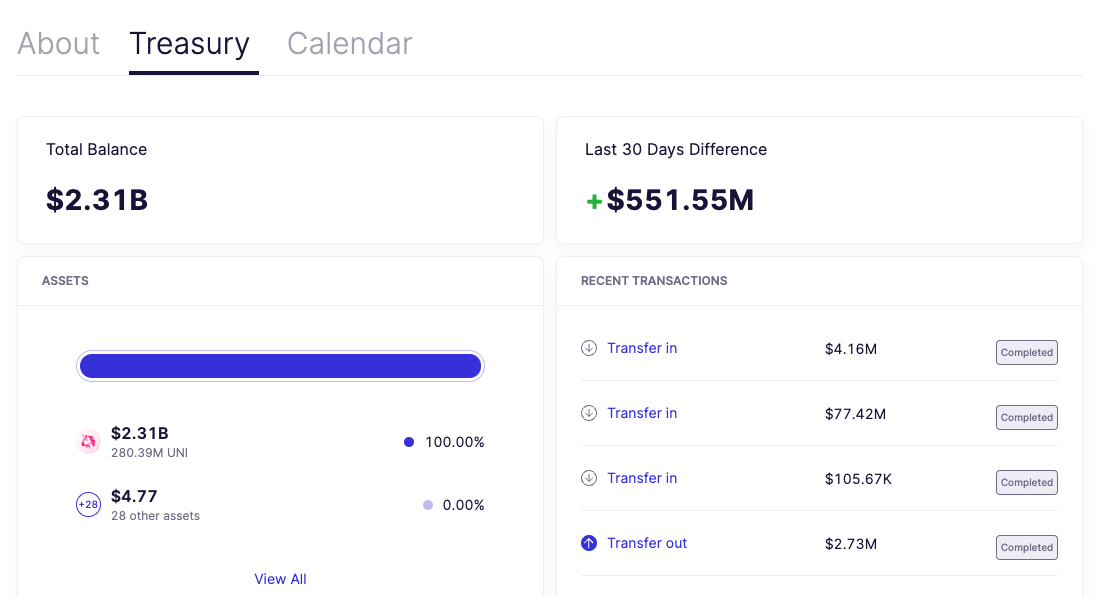 About Treasury Calendar
Total Balance
$2.31B
Last 30 Days Difference
+$551.55M
ASSETS
$2.31B
280.39M UNI
100.00%
+28
$4.77
28 other assets
0.00%
View All
RECENT TRANSACTIONS
Transfer in $4.16M Completed
Transfer in $77.42M Completed
Transfer in $105.67K Completed
Transfer out $2.73M Completed